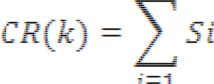 CR(k) = ∑ Si
i=1